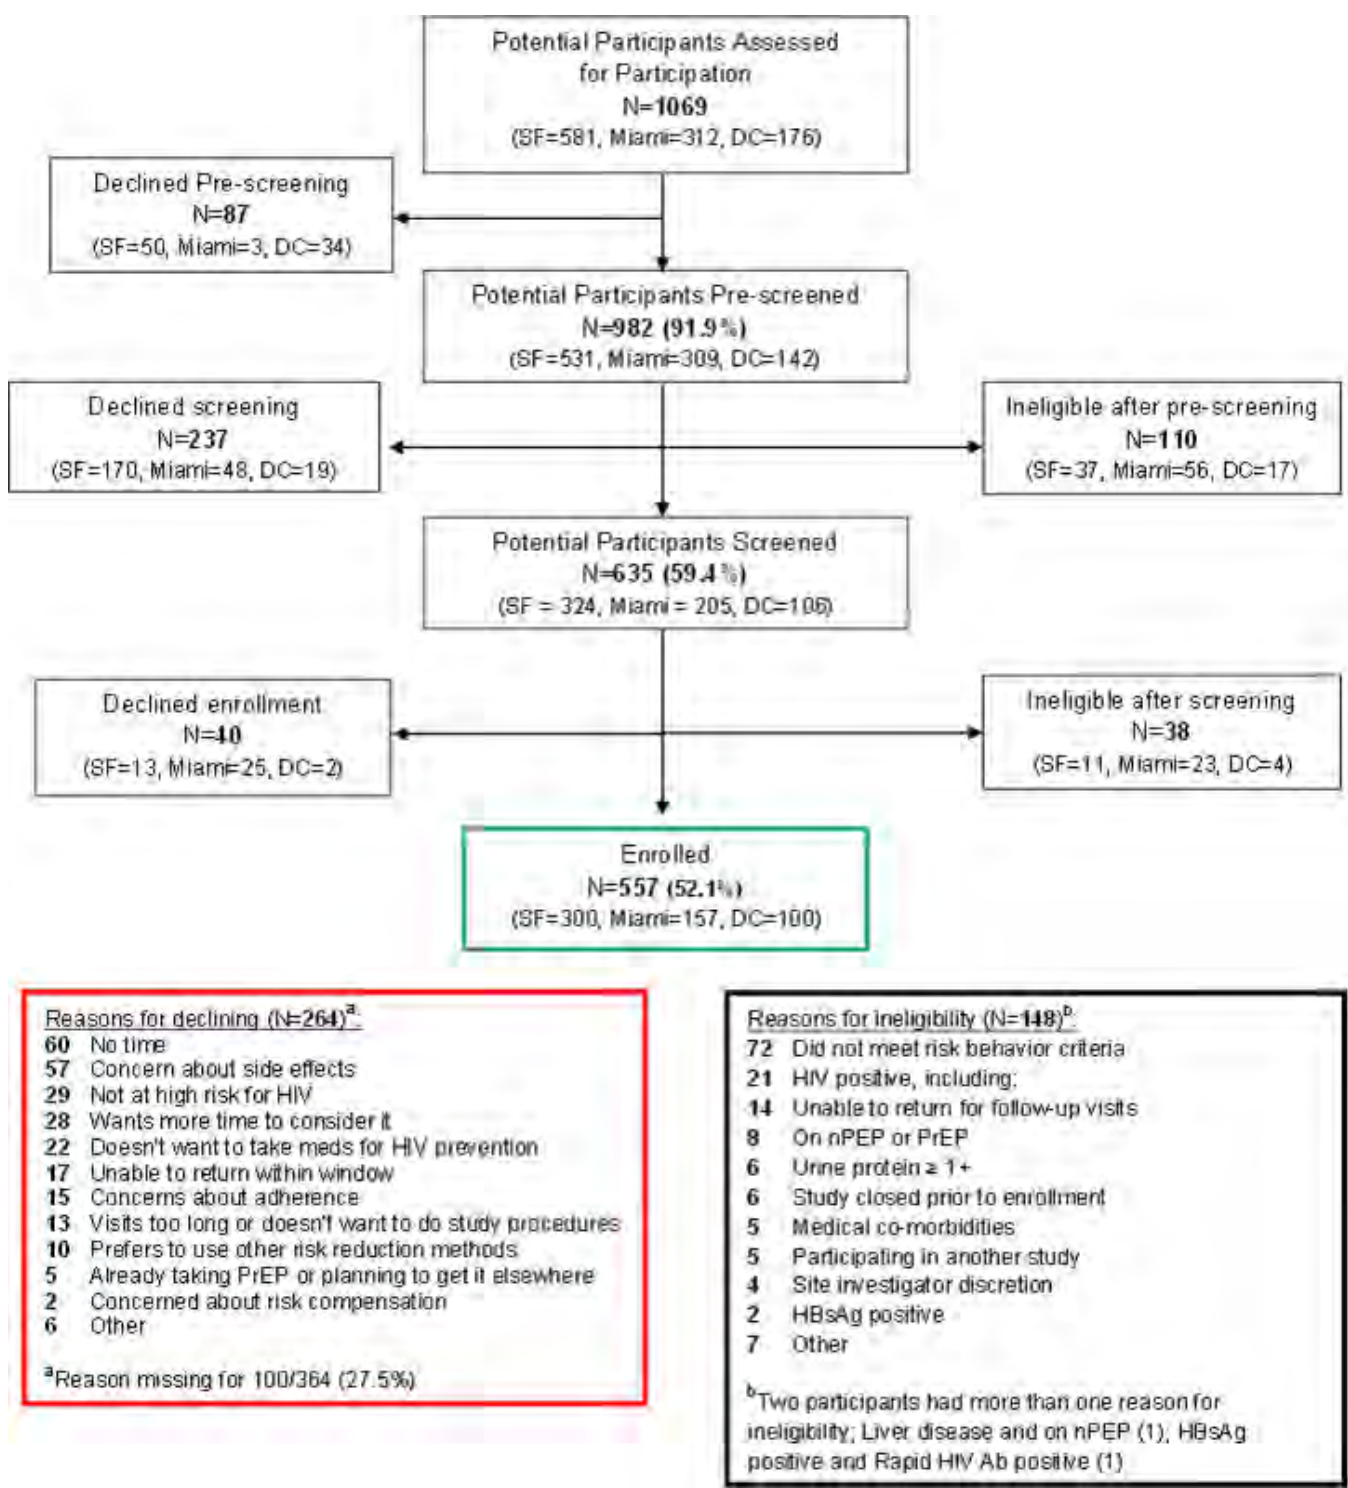 Potential Participants Assessed
for Participation
N=1069
(SF=581, Miami=312, DC=176)
Declined Pre-screening
N=87
(SF=50, Miami=3, DC=34)
Potential Participants Pre-screened
N=982 (91.9%)
(SF=531, Miami=309, DC=142)
Declined screening
N=237
(SF=170, Miami=48, DC=19)
Ineligible after pre-screening
N=110
(SF=37, Miami=56, DC=17)
Potential Participants Screened
N=635 (59.4%)
(SF = 324, Miami = 205, DC=106)
Declined enrollment
N=40
(SF=13, Miami=25, DC=2)
Ineligible after screening
N=38
(SF=11, Miami=23, DC=4)
Enrolled
N=557 (52.1%)
(SF=300, Miami=157, DC=100)
Reasons for declining (N=264)a:
60 No time
57 Concern about side effects
29 Not at high risk for HIV
28 Wants more time to consider it
22 Doesn't want to take meds for HIV prevention
17 Unable to return within window
15 Concerns about adherence
13 Visits too long or doesn't want to do study procedures
10 Prefers to use other risk reduction methods
5 Already taking PrEP or planning to get it elsewhere
2 Concerned about risk compensation
6 Other
aReason missing for 100/364 (27.5%)
Reasons for ineligibility (N=148)b:
72 Did not meet risk behavior criteria
21 HIV positive, including:
14 Unable to return for follow-up visits
8 On nPEP or PrEP
6 Urine protein ≥ 1+
6 Study closed prior to enrollment
5 Medical co-morbidities
5 Participating in another study
4 Site investigator discretion
2 HBsAg positive
7 Other
bTwo participants had more than one reason for
ineligibility; Liver disease and on nPEP (1); HBsAg
positive and Rapid HIV Ab positive (1)